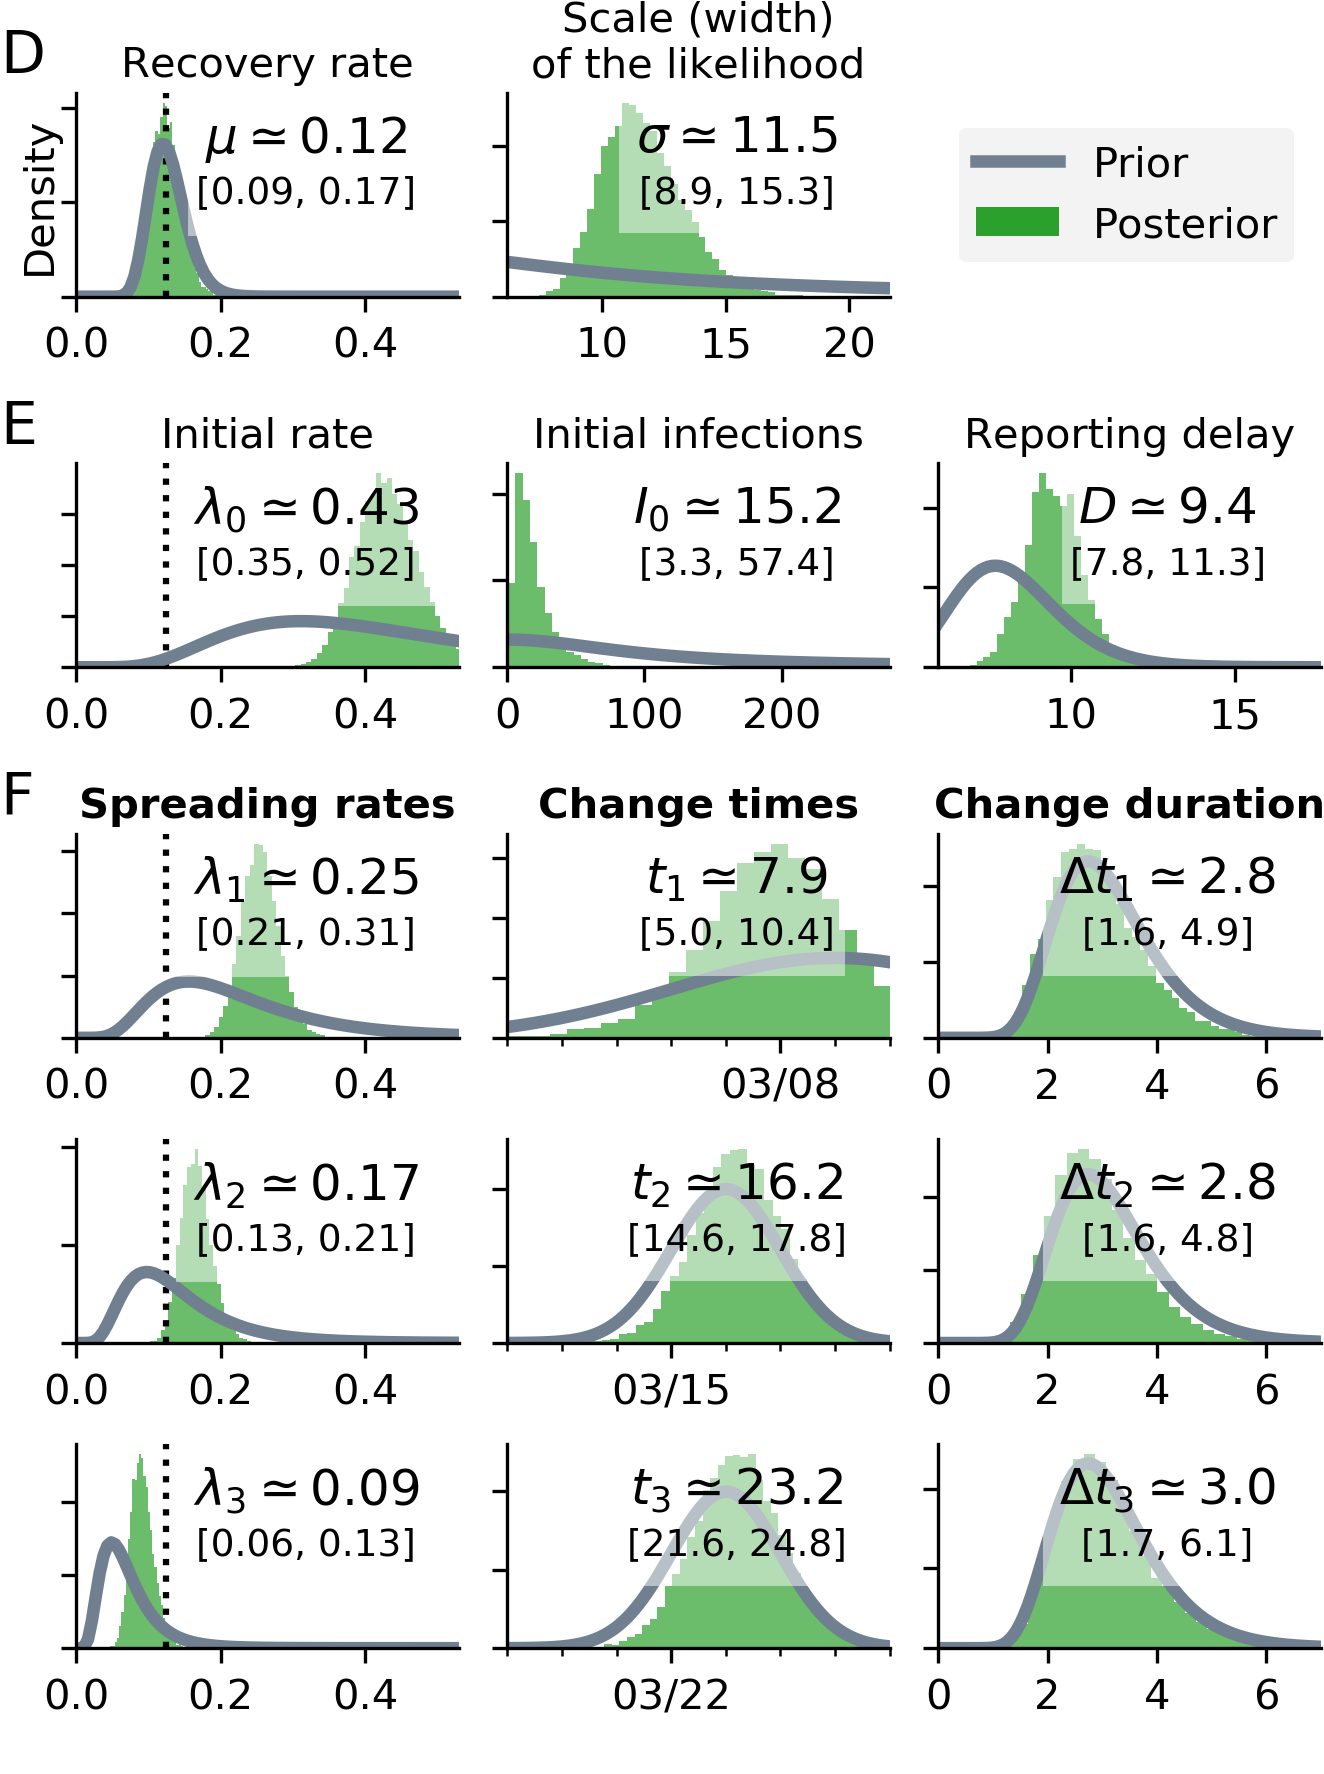 D
Recovery rate
Scale (width)
of the likelihood
Density
μ ≃ 0.12
[0.09, 0.17]
0.0 0.2 0.4
σ ≃ 11.5
[8.9, 15.3]
10 15 20
Prior
Posterior
E
Initial rate
λ0 ≃ 0.43
[0.35, 0.52]
0.0 0.2 0.4
Initial infections
I0 ≃ 15.2
[3.3, 57.4]
0 100 200
Reporting delay
D ≃ 9.4
[7.8, 11.3]
10 15
F
Spreading rates
Change times
Change duration
λ1 ≃ 0.25
[0.21, 0.31]
0.0 0.2 0.4
t1 ≃ 7.9
[5.0, 10.4]
03/08
Δt1 ≃ 2.8
[1.6, 4.9]
0 2 4 6
λ2 ≃ 0.17
[0.13, 0.21]
0.0 0.2 0.4
t2 ≃ 16.2
[14.6, 17.8]
03/15
Δt2 ≃ 2.8
[1.6, 4.8]
0 2 4 6
λ3 ≃ 0.09
[0.06, 0.13]
0.0 0.2 0.4
t3 ≃ 23.2
[21.6, 24.8]
03/22
Δt3 ≃ 3.0
[1.7, 6.1]
0 2 4 6